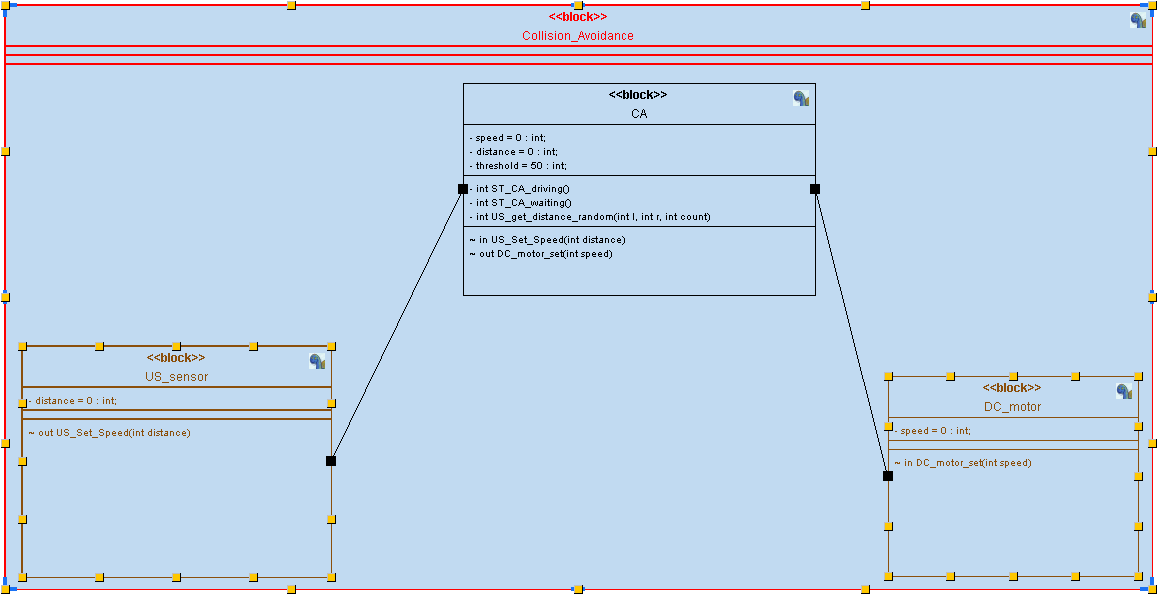 <<block>>
Collision_Avoidance
<<block>>
CA
- speed = 0 : int;
- distance = 0 : int;
- threshold = 50 : int;
- int ST_CA_driving()
- int ST_CA_waiting()
- int US_get_distance_random(int l, int r, int count)
~ in US_Set_Speed(int distance)
~ out DC_motor_set(int speed)
<<block>>
US_sensor
- distance = 0 : int;
~ out US_Set_Speed(int distance)
<<block>>
DC_motor
- speed = 0 : int;
~ in DC_motor_set(int speed)